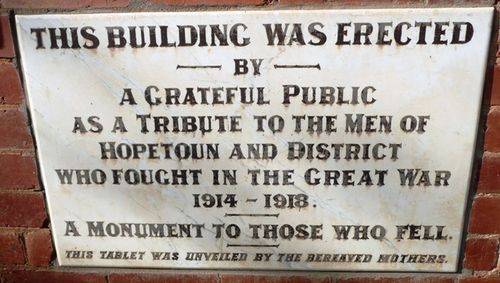 THIS BUILDING WAS ERECTED
BY
A GRATEFUL PUBLIC
AS A TRIBUTE TO THE MEN OF
HOPETOUN AND DISTRICT
WHO FOUGHT IN THE GREAT WAR
1914 - 1918.
A MONUMENT TO THOSE WHO FELL.
THIS TABLET WAS UNVEILED BY THE BEREAVED MOTHERS.